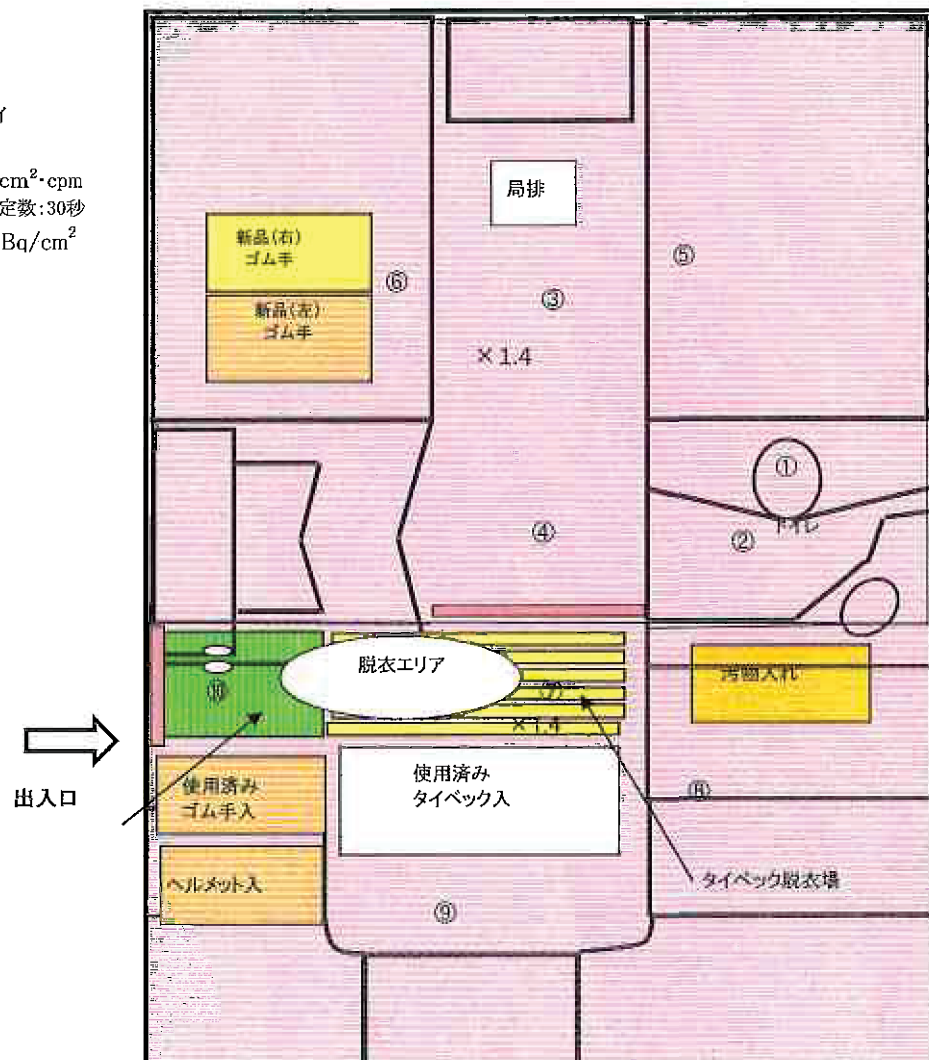 イ
cm²·cpm
定数:30秒
Bq/cm²
局排
新品(右)
ゴム手
新品(左)
ゴム手
⑥
③
⑤
× 1.4
①
トイレ
④
②
脱衣エリア
⑩
⑦
× 1.4
汚物入れ
出入口
使用済み
ゴム手入
使用済み
タイベック入
⑧
ヘルメット入
タイベック脱衣場
⑨